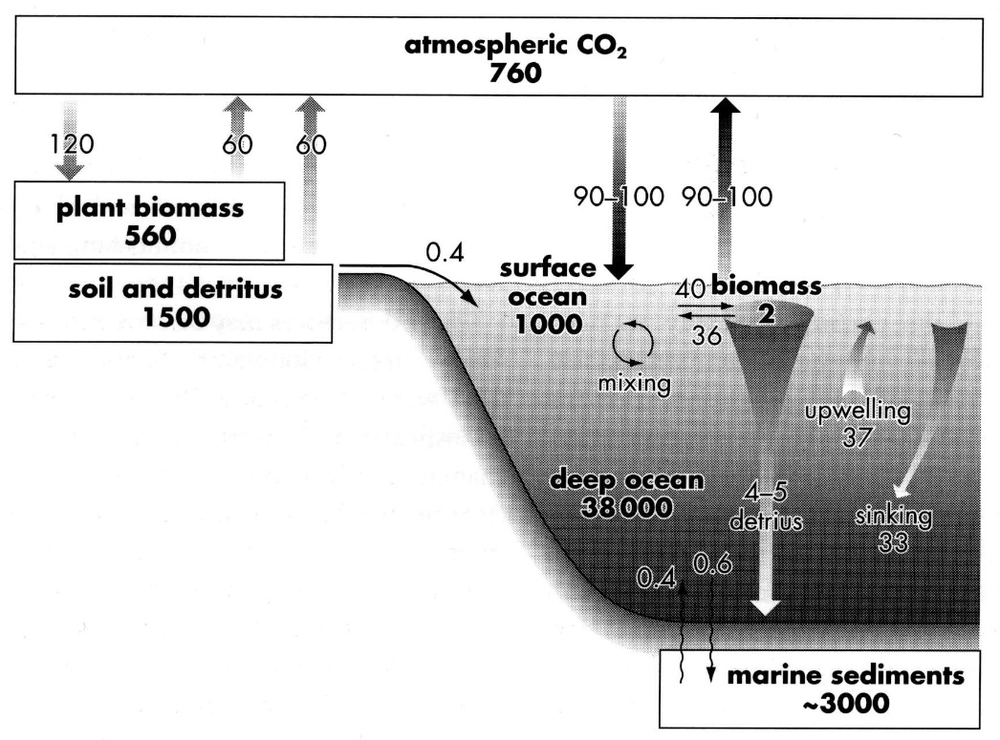 atmospheric CO₂
760
120
60
60
90–100
90–100
plant biomass
560
soil and detritus
1500
0.4
surface
ocean
1000
40
36
biomass
2
mixing
upwelling
37
deep ocean
38 000
4–5
detrius
sinking
33
0.4
0.6
marine sediments
~3000